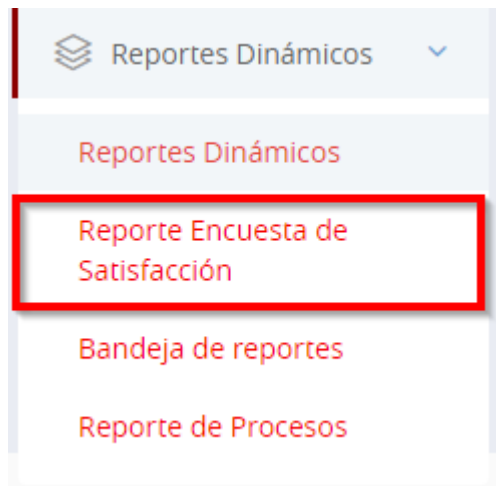 Reportes Dinámicos
Reportes Dinámicos
Reporte Encuesta de
Satisfacción
Bandeja de reportes
Reporte de Procesos